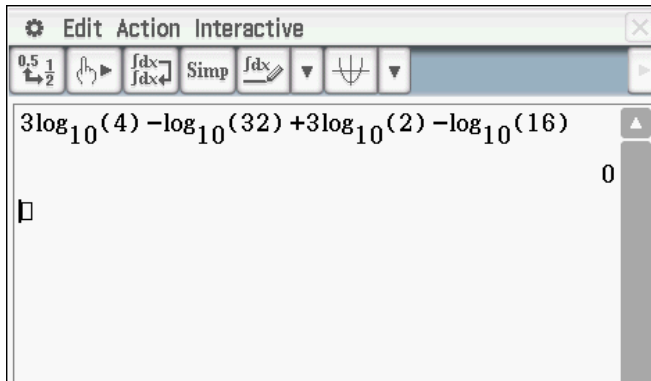 Edit Action Interactive
0.5 1/2 ∫dx ∫dx Simp ∫dx
3log₁₀(4)-log₁₀(32)+3log₁₀(2)-log₁₀(16)
0